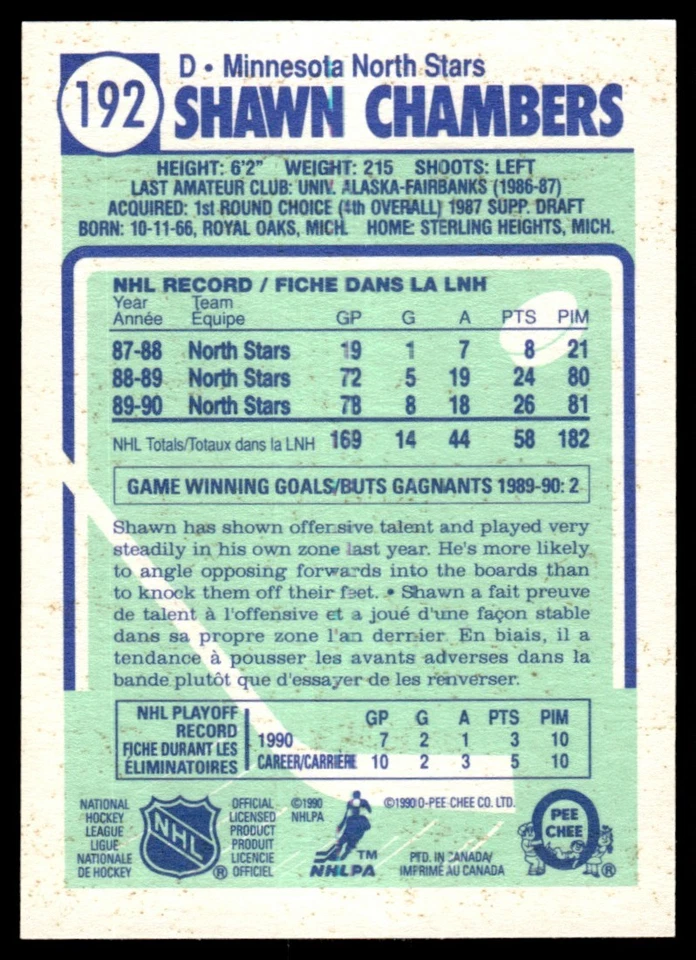 192
D • Minnesota North Stars
SHAWN CHAMBERS
HEIGHT: 6'2" WEIGHT: 215 SHOOTS: LEFT
LAST AMATEUR CLUB: UNIV. ALASKA-FAIRBANKS (1986-87)
ACQUIRED: 1st ROUND CHOICE (4th OVERALL) 1987 SUPP. DRAFT
BORN: 10-11-66, ROYAL OAKS, MICH. HOME: STERLING HEIGHTS, MICH.
NHL RECORD / FICHE DANS LA LNH
Year Team
Année Équipe GP G A PTS PIM
87-88 North Stars 19 1 7 8 21
88-89 North Stars 72 5 19 24 80
89-90 North Stars 78 8 18 26 81
NHL Totals/Totaux dans la LNH 169 14 44 58 182
GAME WINNING GOALS/BUTS GAGNANTS 1989-90: 2
Shawn has shown offensive talent and played very
steadily in his own zone last year. He's more likely
to angle opposing forwards into the boards than
to knock them off their feet. • Shawn a fait preuve
de talent à l'offensive et a joué d'une façon stable
dans sa propre zone l'an dernier. En biais, il a
tendance à pousser les avants adverses dans la
bande plutôt que d'essayer de les renverser.
NHL PLAYOFF
RECORD
FICHE DURANT LES
ÉLIMINATOIRES
GP G A PTS PIM
1990 7 2 1 3 10
CAREER/CARRIÈRE 10 2 3 5 10
NATIONAL
HOCKEY
LEAGUE
LIGUE
NATIONALE
DE HOCKEY
NHL
®
OFFICIAL
LICENSED
PRODUCT
PRODUIT
LICENCIE
OFFICIEL
©1990
NHLPA
TM
NHLPA
©1990 O-PEE-CHEE CO. LTD.
PTD. IN CANADA/
IMPRIMÉ AU CANADA
O
PEE
CHEE
®